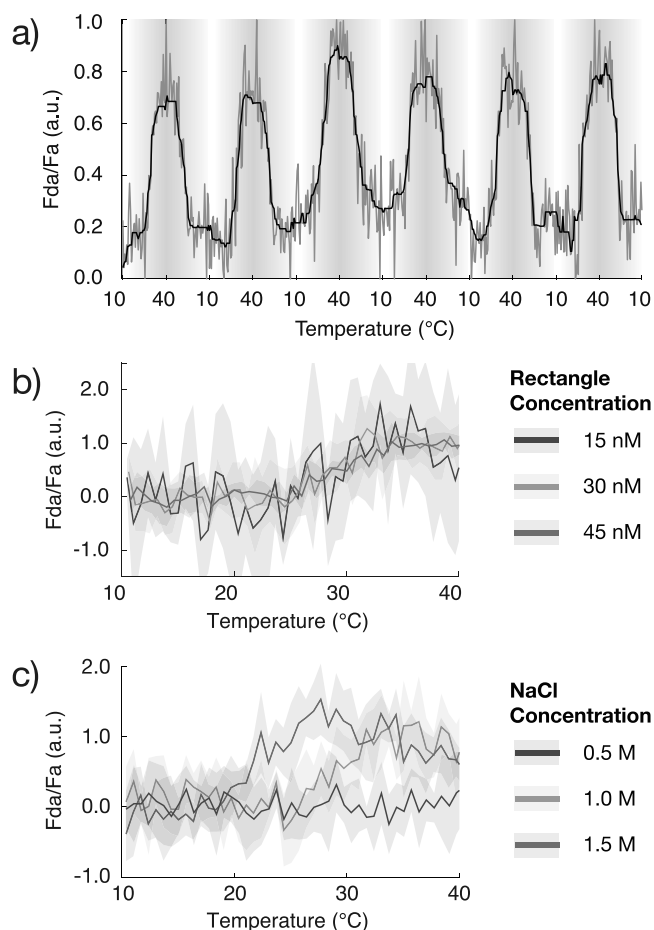 a)
1.0
0.8
0.6
0.4
0.2
0.0
Fda/Fa (a.u.)
10 40 10 40 10 40 10 40 10 40 10 40 10
Temperature (°C)
b)
2.0
1.0
0.0
-1.0
Fda/Fa (a.u.)
10 20 30 40
Temperature (°C)
Rectangle
Concentration
15 nM
30 nM
45 nM
c)
2.0
1.0
0.0
-1.0
Fda/Fa (a.u.)
10 20 30 40
Temperature (°C)
NaCl
Concentration
0.5 M
1.0 M
1.5 M